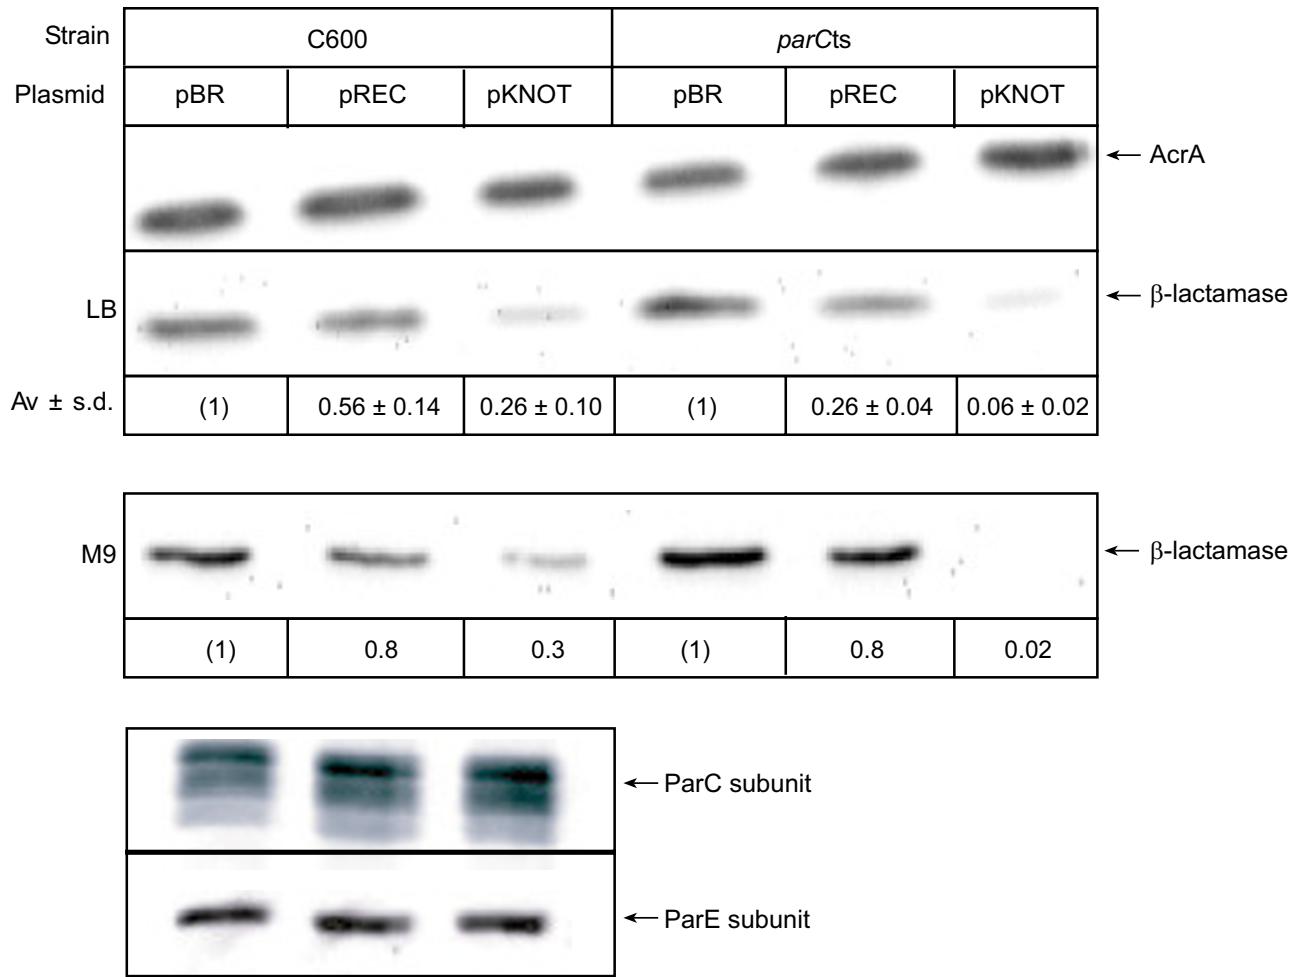 Strain C600 parCts
Plasmid pBR pREC pKNOT pBR pREC pKNOT
AcrA
LB β-lactamase
Av ± s.d. (1) 0.56 ± 0.14 0.26 ± 0.10 (1) 0.26 ± 0.04 0.06 ± 0.02
M9 β-lactamase
(1) 0.8 0.3 (1) 0.8 0.02
ParC subunit
ParE subunit